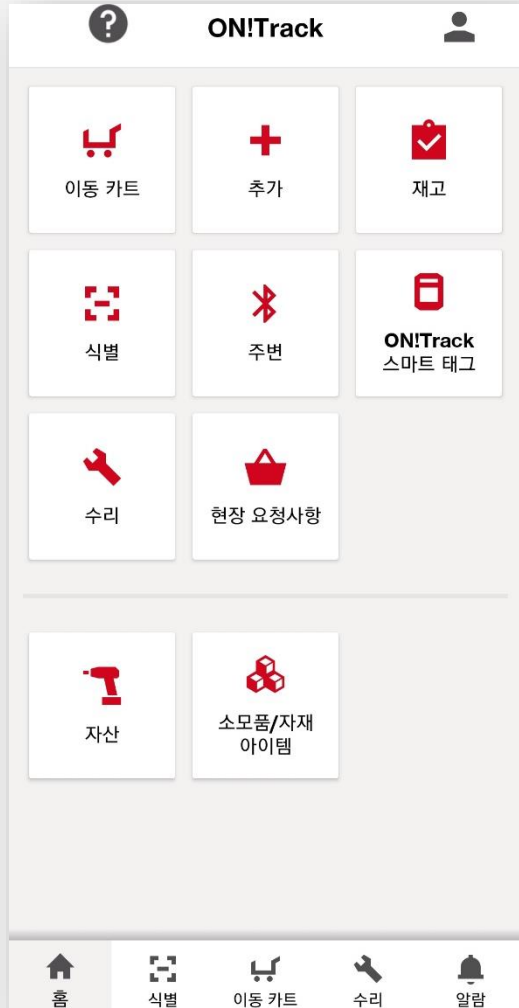 ON!Track
이동 카트
추가
재고
식별
주변
ON!Track
스마트 태그
수리
현장 요청사항
자산
소모품/자재
아이템
홈
식별
이동 카트
수리
알람